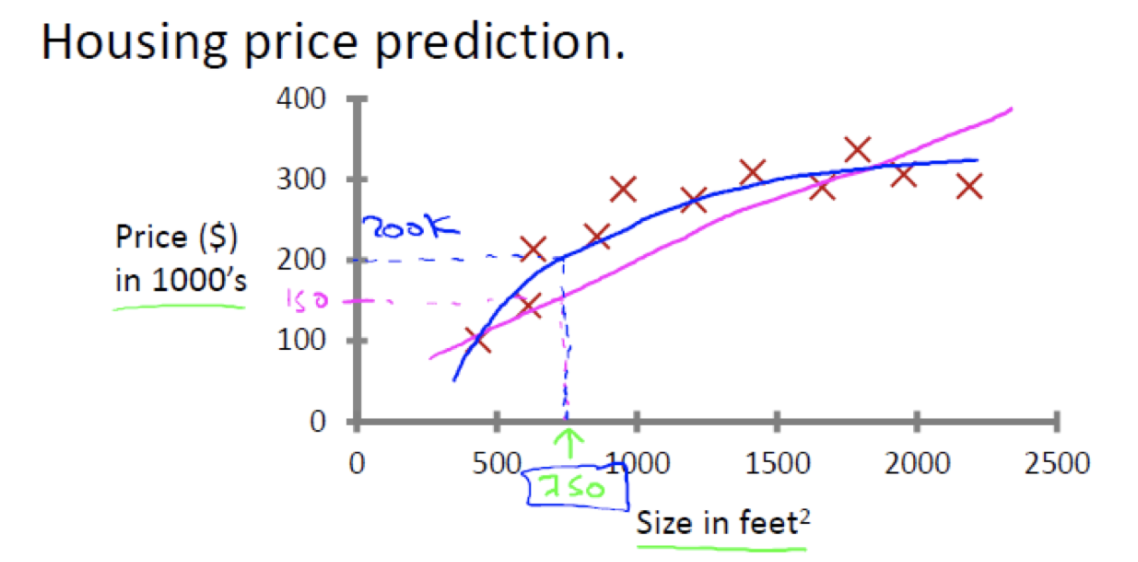 Housing price prediction.
400
300
200K
Price ($)
in 1000's
200
150
100
0
0 500 1000 1500 2000 2500
750
Size in feet²